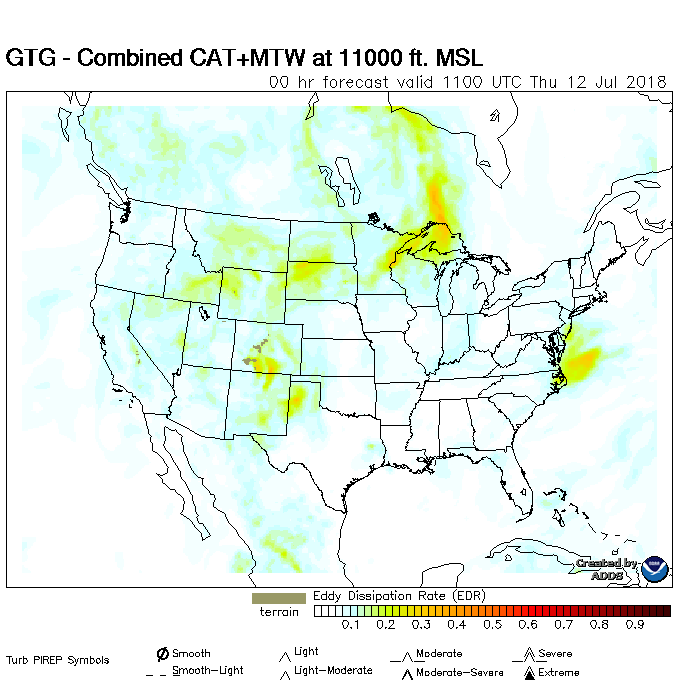 GTG - Combined CAT+MTW at 11000 ft. MSL
00 hr forecast valid 1100 UTC Thu 12 Jul 2018
Created by
ADDS
Eddy Dissipation Rate (EDR)
terrain
0.1 0.2 0.3 0.4 0.5 0.6 0.7 0.8 0.9
Turb PIREP Symbols
Smooth Light Moderate Severe
Smooth-Light Light-Moderate Moderate-Severe Extreme